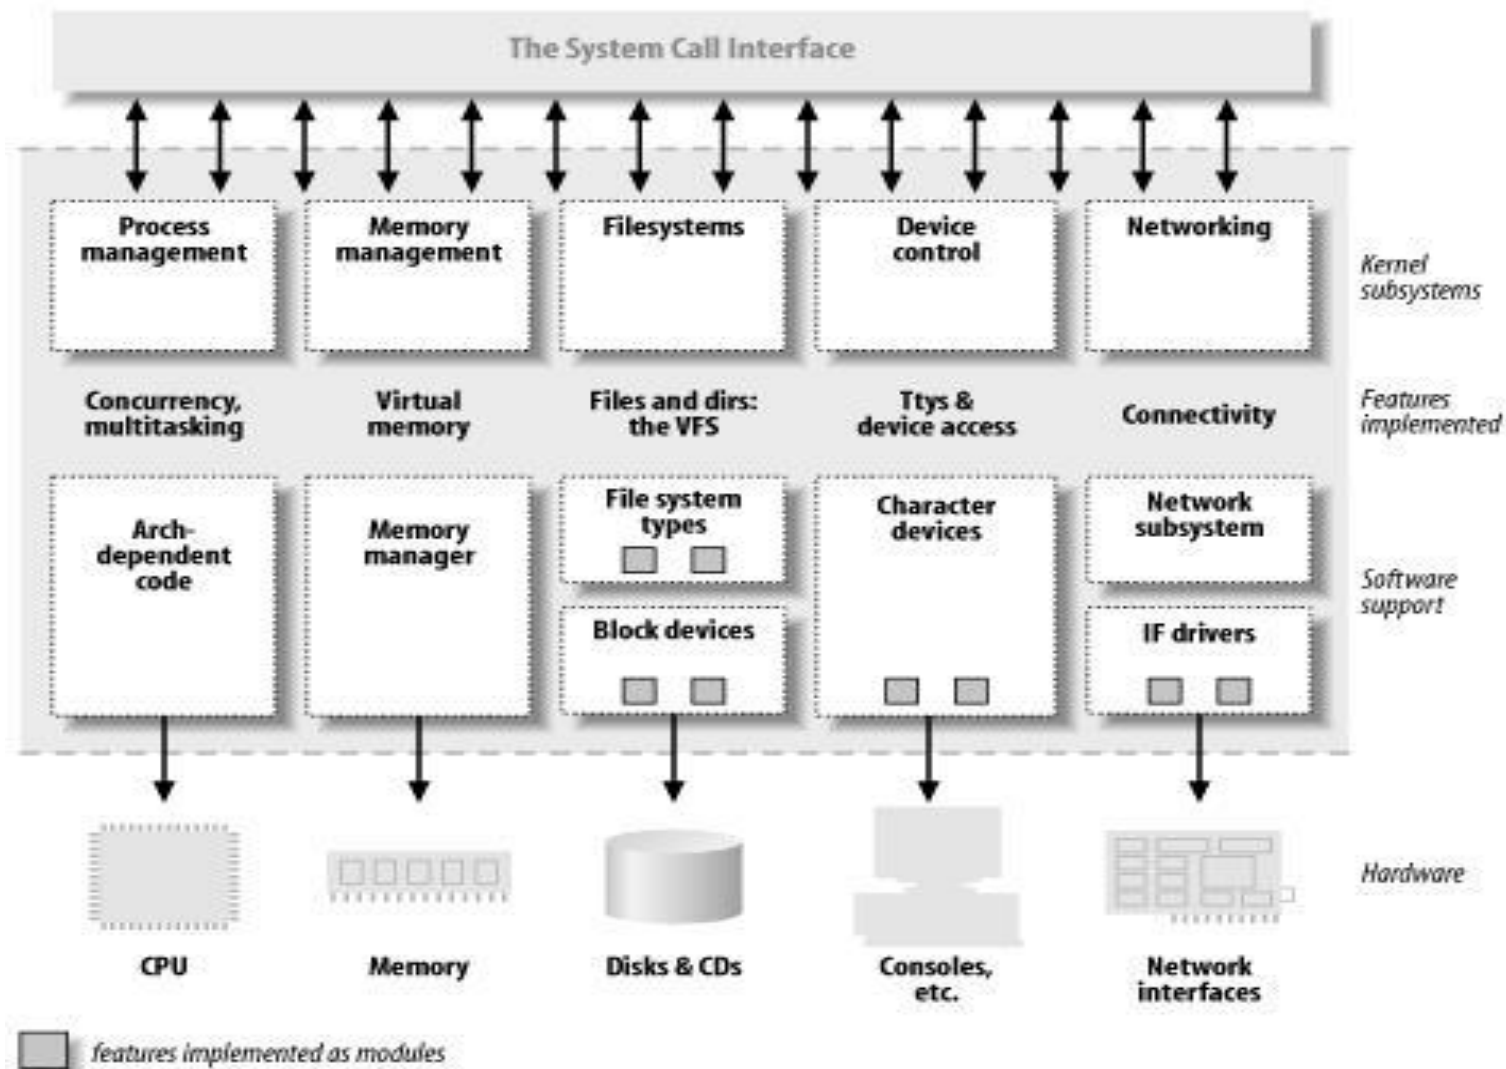 The System Call Interface
Process
management
Memory
management
Filesystems
Device
control
Networking
Kernel
subsystems
Concurrency,
multitasking
Virtual
memory
Files and dirs:
the VFS
Ttys &
device access
Connectivity
Features
implemented
Arch-
dependent
code
Memory
manager
File system
types
Block devices
Character
devices
Network
subsystem
IF drivers
Software
support
CPU
Memory
Disks & CDs
Consoles,
etc.
Network
interfaces
Hardware
features implemented as modules